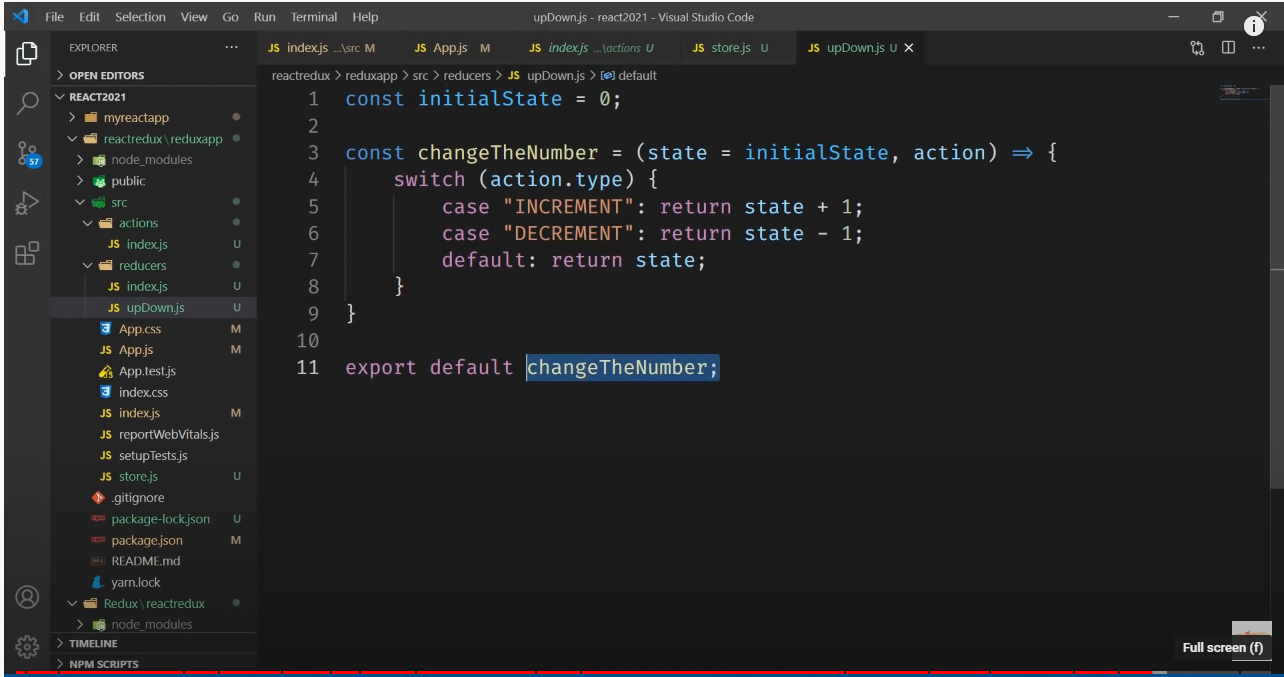 File Edit Selection View Go Run Terminal Help upDown.js - react2021 - Visual Studio Code
EXPLORER
JS index.js ...\src M JS App.js M JS index.js ...\actions U JS store.js U JS upDown.js U
OPEN EDITORS
reactredux > reduxapp > src > reducers > JS upDown.js > default
REACT2021
myreactapp
reactredux\reduxapp
node_modules
public
src
actions
JS index.js U
reducers
JS index.js U
JS upDown.js U
App.css M
JS App.js M
App.test.js
index.css
JS index.js M
JS reportWebVitals.js
JS setupTests.js
JS store.js U
.gitignore
package-lock.json U
package.json M
README.md
yarn.lock
Redux\reactredux
node_modules
TIMELINE
NPM SCRIPTS
57
1 const initialState = 0;
2
3 const changeTheNumber = (state = initialState, action) => {
4 switch (action.type) {
5 case "INCREMENT": return state + 1;
6 case "DECREMENT": return state - 1;
7 default: return state;
8 }
9 }
10
11 export default changeTheNumber;
Full screen (f)